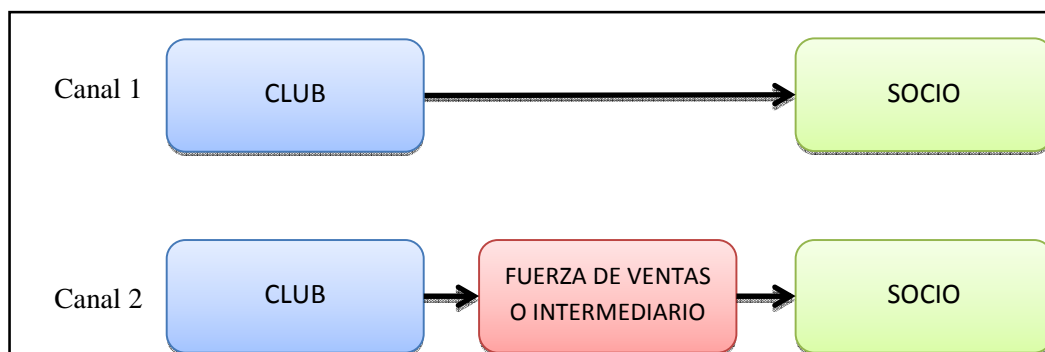 Canal 1
CLUB
SOCIO
Canal 2
CLUB
FUERZA DE VENTAS
O INTERMEDIARIO
SOCIO